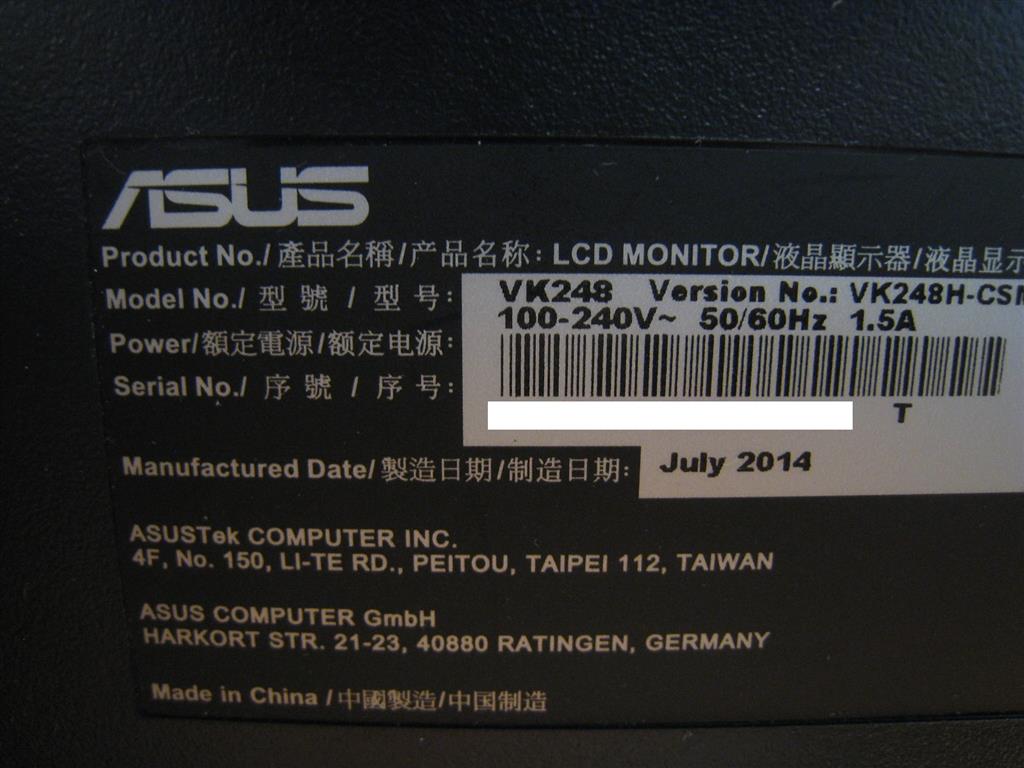 ASUS
Product No./產品名稱/产品名称: LCD MONITOR/液晶顯示器/液晶显示
Model No./ 型 號 / 型 号: VK248 Version No.: VK248H-CSM
Power/額定電源/额定电源: 100-240V~ 50/60Hz 1.5A
Serial No./ 序 號 / 序 号:
T
Manufactured Date/製造日期/制造日期: July 2014
ASUSTek COMPUTER INC.
4F, No. 150, LI-TE RD., PEITOU, TAIPEI 112, TAIWAN
ASUS COMPUTER GmbH
HARKORT STR. 21-23, 40880 RATINGEN, GERMANY
Made in China /中國製造/中国制造